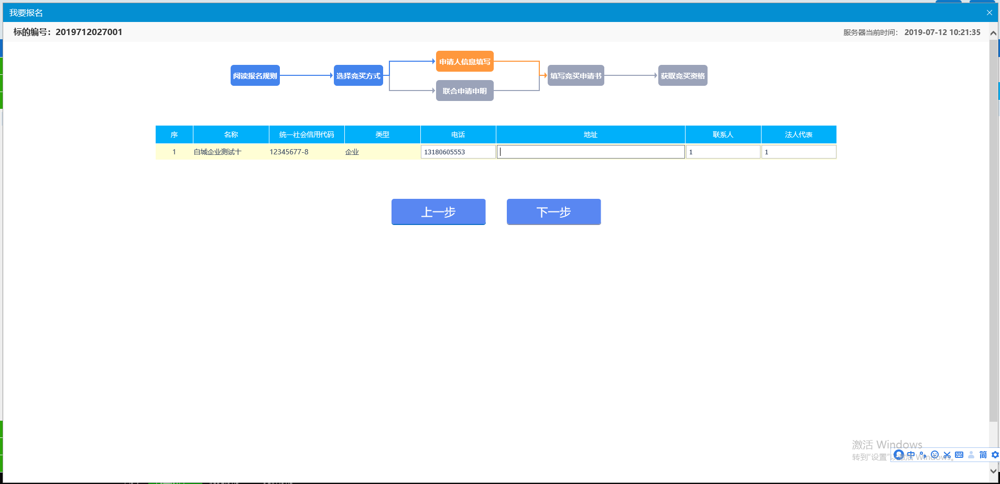 我要报名
标的编号：2019712027001
服务器当前时间： 2019-07-12 10:21:35
阅读报名规则
选择竞买方式
申请人信息填写
联合申请申明
填写竞买申请书
获取竞买资格
序 名称 统一社会信用代码 类型 电话 地址 联系人 法人代表
1 白城企业测试十 12345677-8 企业 13180605553 1 1
上一步 下一步
激活 Windows
转到"设置"以激活 Windows。
中 简